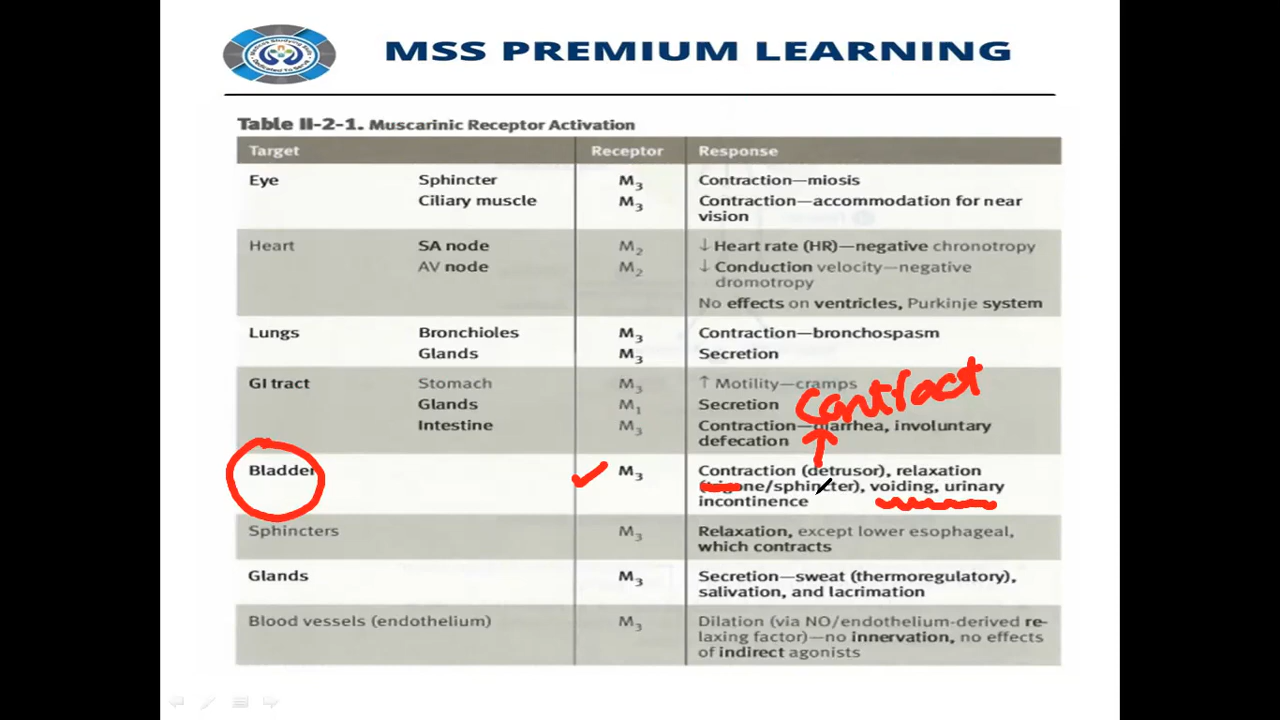 MSS PREMIUM LEARNING
Table II-2-1. Muscarinic Receptor Activation
Target Receptor Response
Eye Sphincter M3 Contraction—miosis
Ciliary muscle M3 Contraction—accommodation for near
vision
Heart SA node M2 ↓ Heart rate (HR)—negative chronotropy
AV node M2 ↓ Conduction velocity—negative
dromotropy
No effects on ventricles, Purkinje system
Lungs Bronchioles M3 Contraction—bronchospasm
Glands M3 Secretion
GI tract Stomach M3 ↑ Motility—cramps
Glands M1 Secretion
contract
Intestine M3 Contraction—diarrhea, involuntary
defecation
Bladder M3 Contraction (detrusor), relaxation
(trigone/sphincter), voiding, urinary
incontinence
Sphincters M3 Relaxation, except lower esophageal,
which contracts
Glands M3 Secretion—sweat (thermoregulatory),
salivation, and lacrimation
Blood vessels (endothelium) M3 Dilation (via NO/endothelium-derived re-
laxing factor)—no innervation, no effects
of indirect agonists